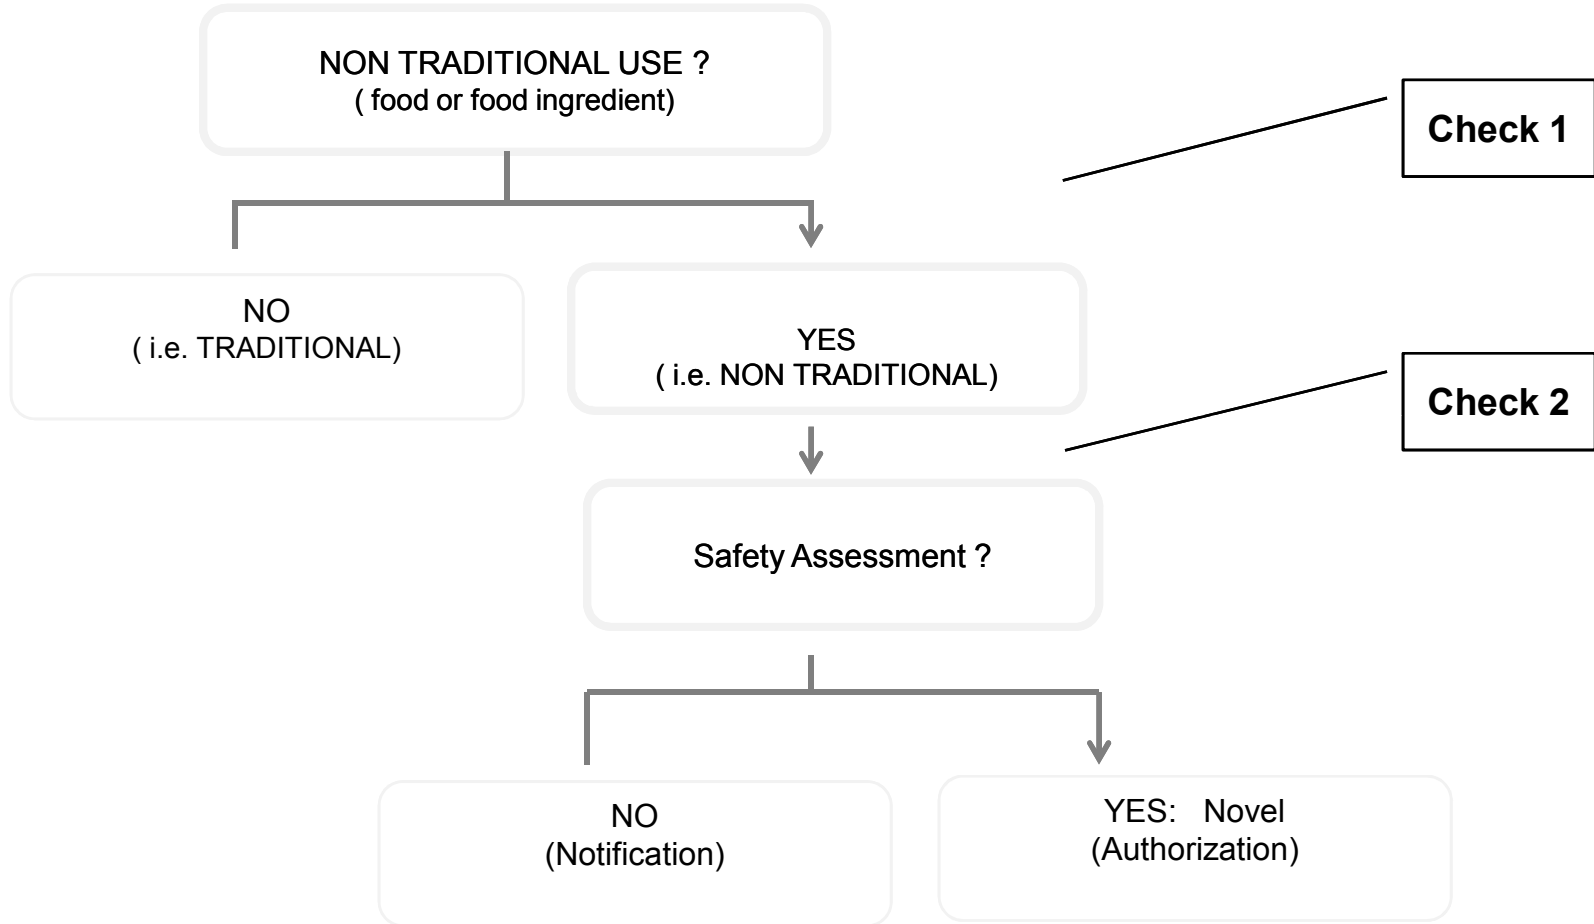 NON TRADITIONAL USE ?
( food or food ingredient)
Check 1
NO
( i.e. TRADITIONAL)
YES
( i.e. NON TRADITIONAL)
Check 2
Safety Assessment ?
NO
(Notification)
YES: Novel
(Authorization)